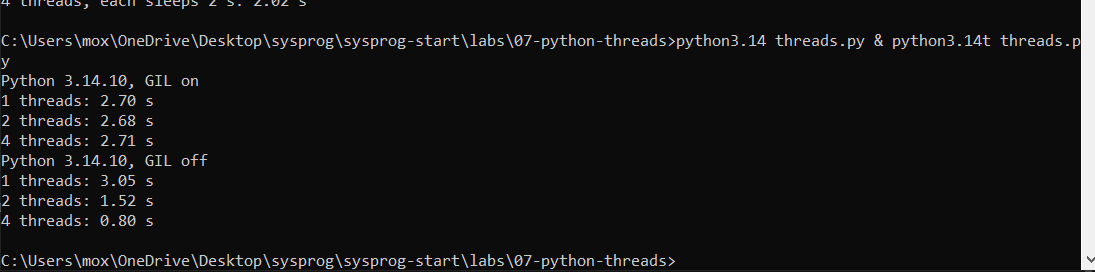 4 threads, each sleeps 2 s: 2.02 s
C:\Users\mox\OneDrive\Desktop\sysprog\sysprog-start\labs\07-python-threads>python3.14 threads.py & python3.14t threads.p
y
Python 3.14.10, GIL on
1 threads: 2.70 s
2 threads: 2.68 s
4 threads: 2.71 s
Python 3.14.10, GIL off
1 threads: 3.05 s
2 threads: 1.52 s
4 threads: 0.80 s
C:\Users\mox\OneDrive\Desktop\sysprog\sysprog-start\labs\07-python-threads>